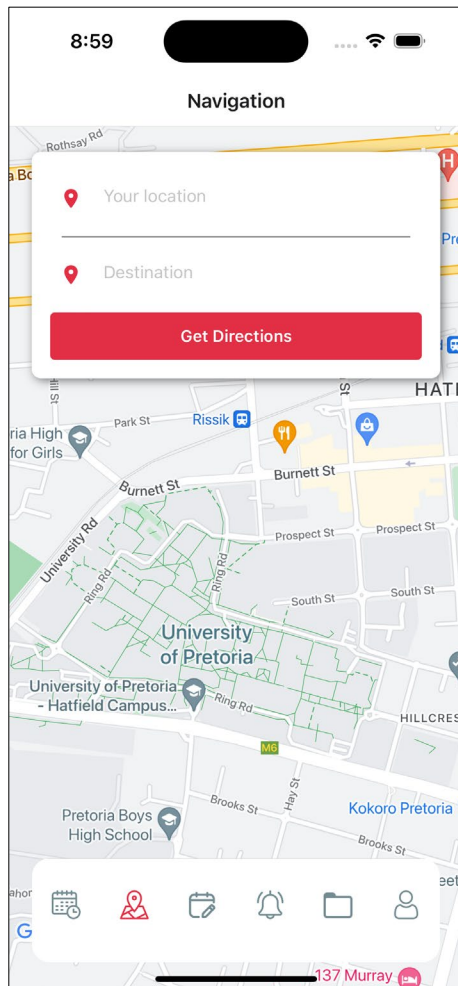 8:59
Navigation
Rothsay Rd
H
Your location
Destination
Get Directions
HATF
Park St
Rissik
ria High
for Girls
Burnett St
Burnett St
University Rd
Prospect St
Prospect St
Ring Rd
Ring Rd
South St
South St
University
of Pretoria
University of Pretoria
- Hatfield Campus...
Ring Rd
HILLCRES
M6
Hay St
Brooks St
Kokoro Pretoria
Pretoria Boys
High School
Brooks St
137 Murray